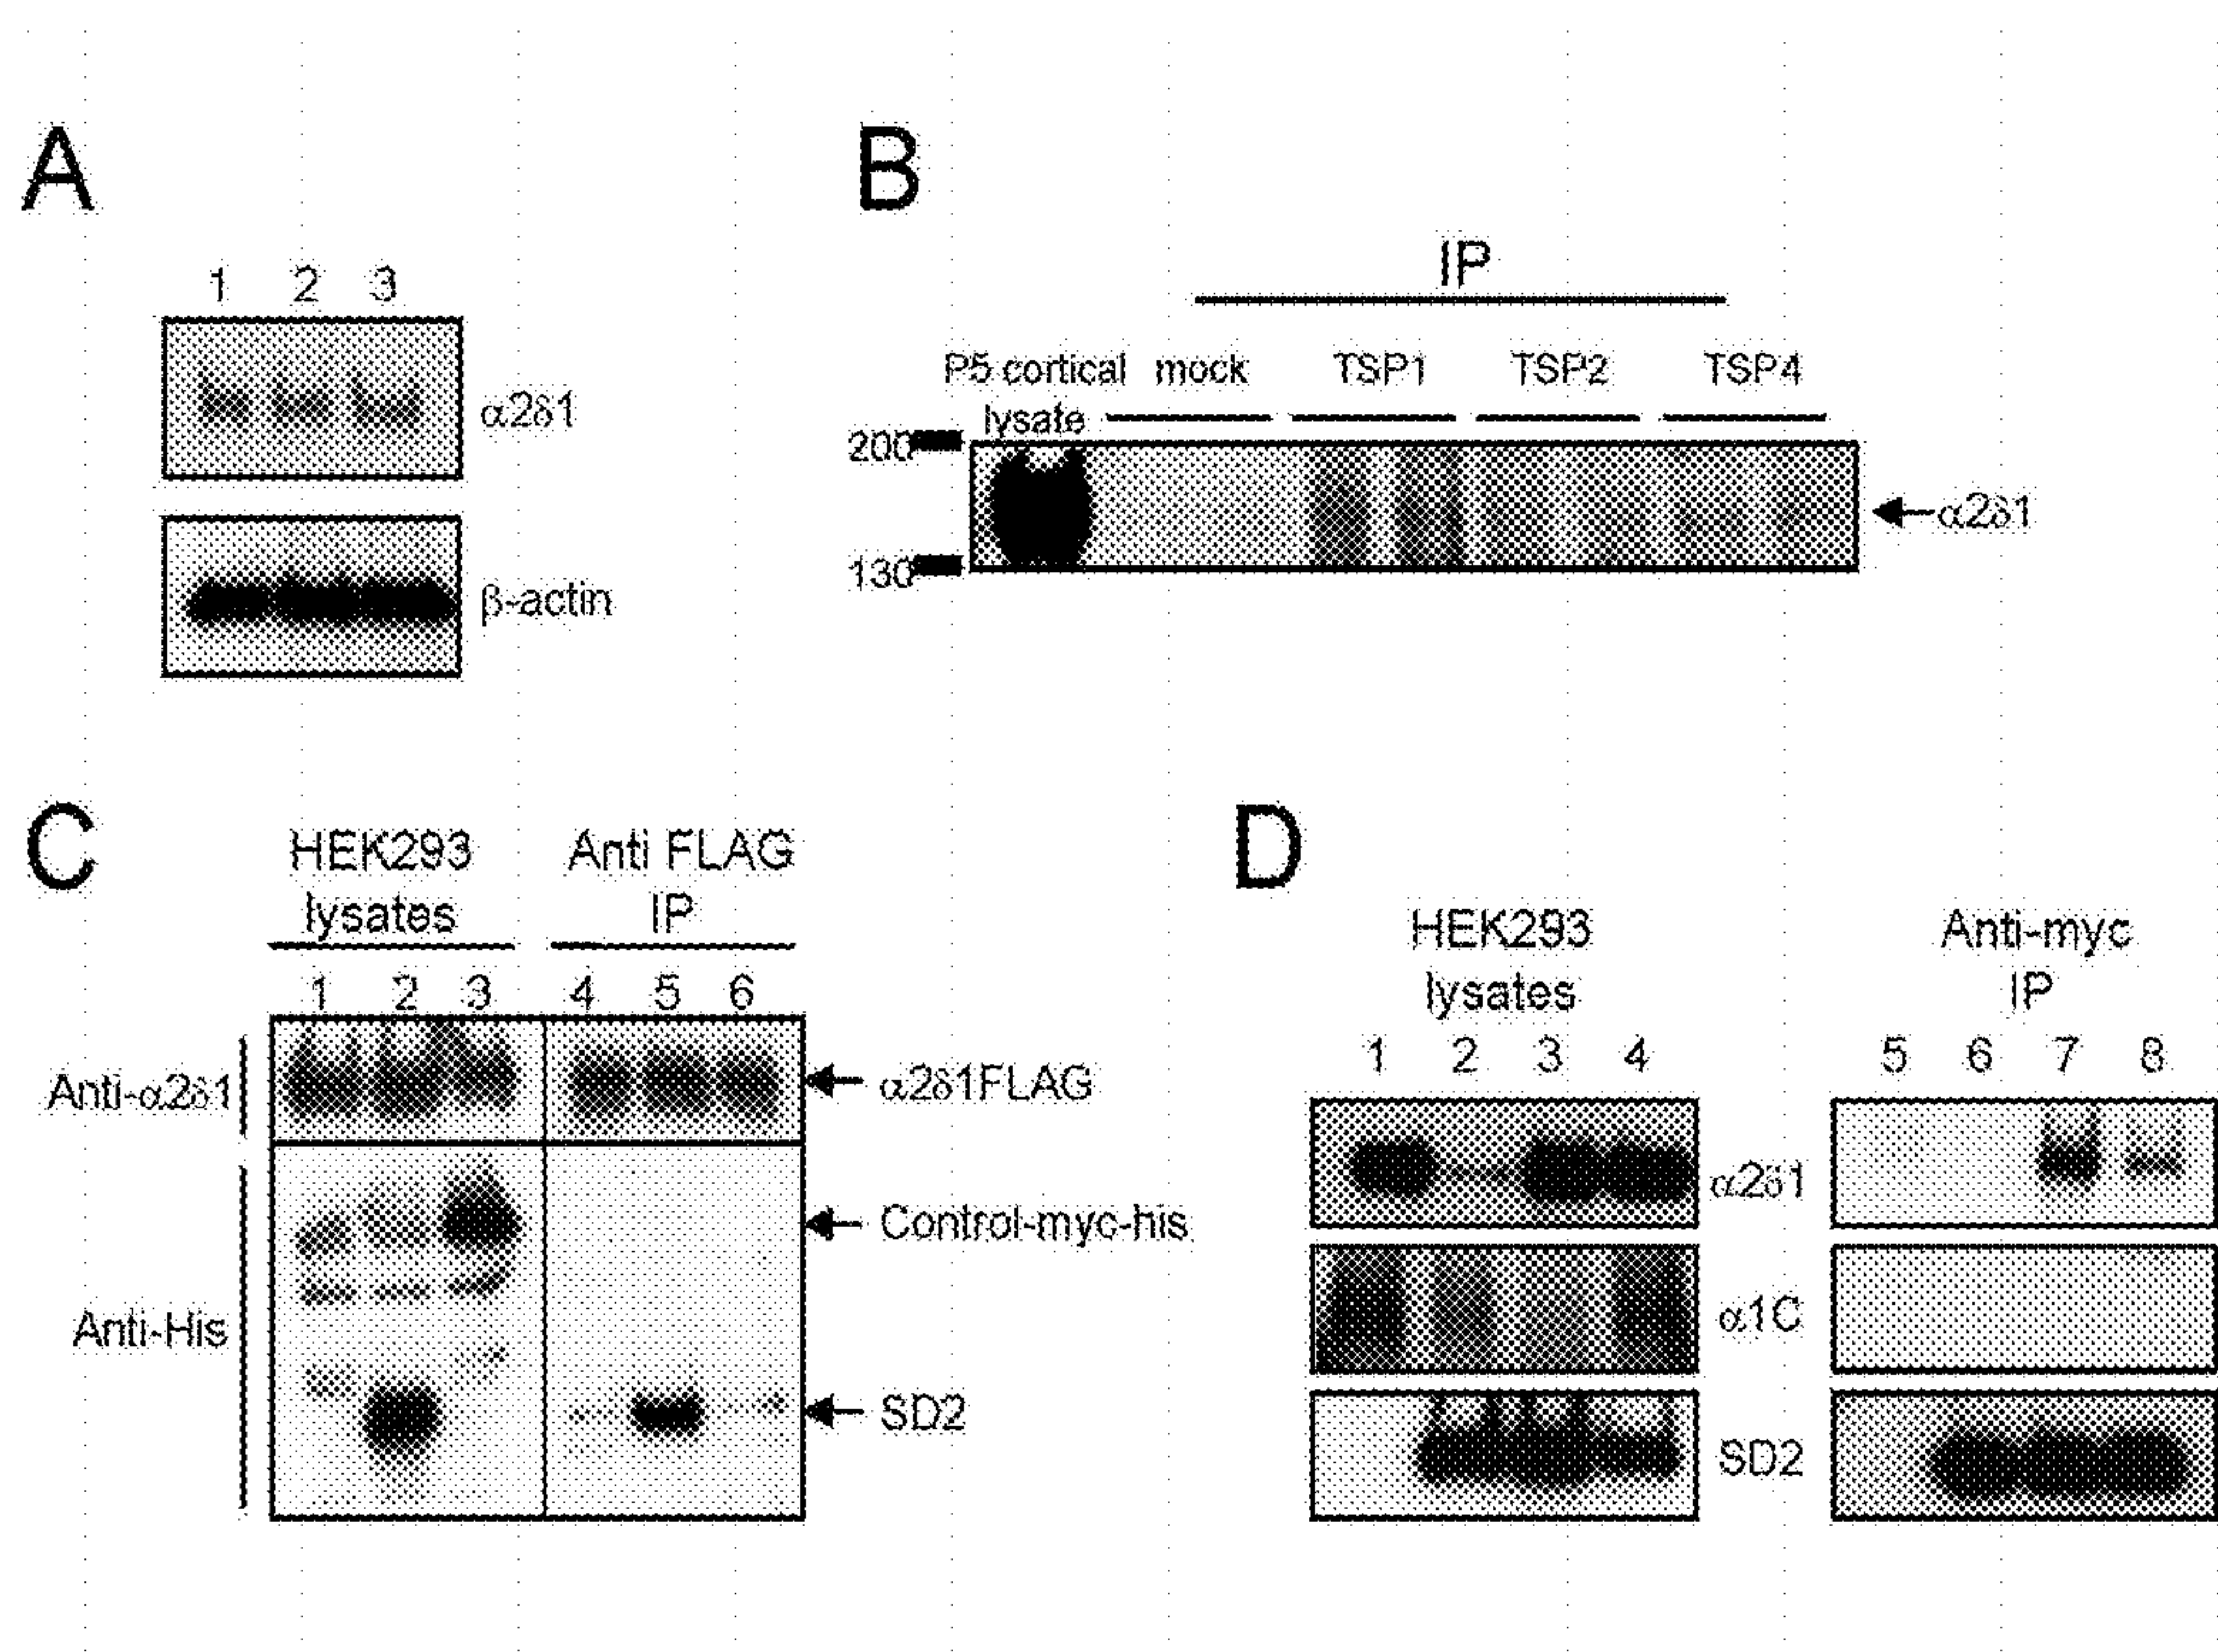 A
1 2 3
α2δ1
β-actin
B
IP
P5 cortical lysate
mock
TSP1
TSP2
TSP4
200
130
α2δ1
C
HEK293
lysates
Anti FLAG
IP
1 2 3 4 5 6
Anti-α2δ1
α2δ1FLAG
Control-myc-his
Anti-His
SD2
D
HEK293
lysates
Anti-myc
IP
1 2 3 4 5 6 7 8
α2δ1
α1C
SD2